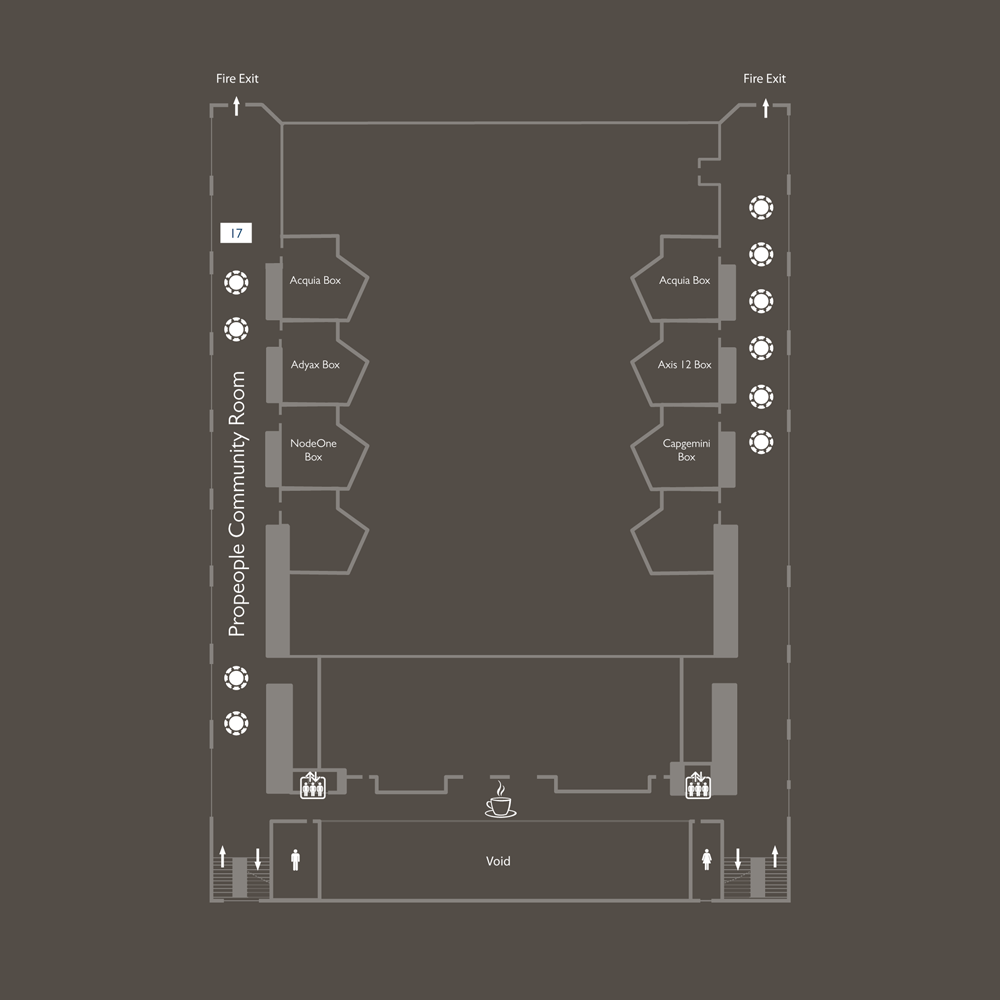 Fire Exit
Fire Exit
17
Acquia Box
Acquia Box
Adyax Box
Axis 12 Box
NodeOne
Box
Capgemini
Box
Propeople Community Room
Void